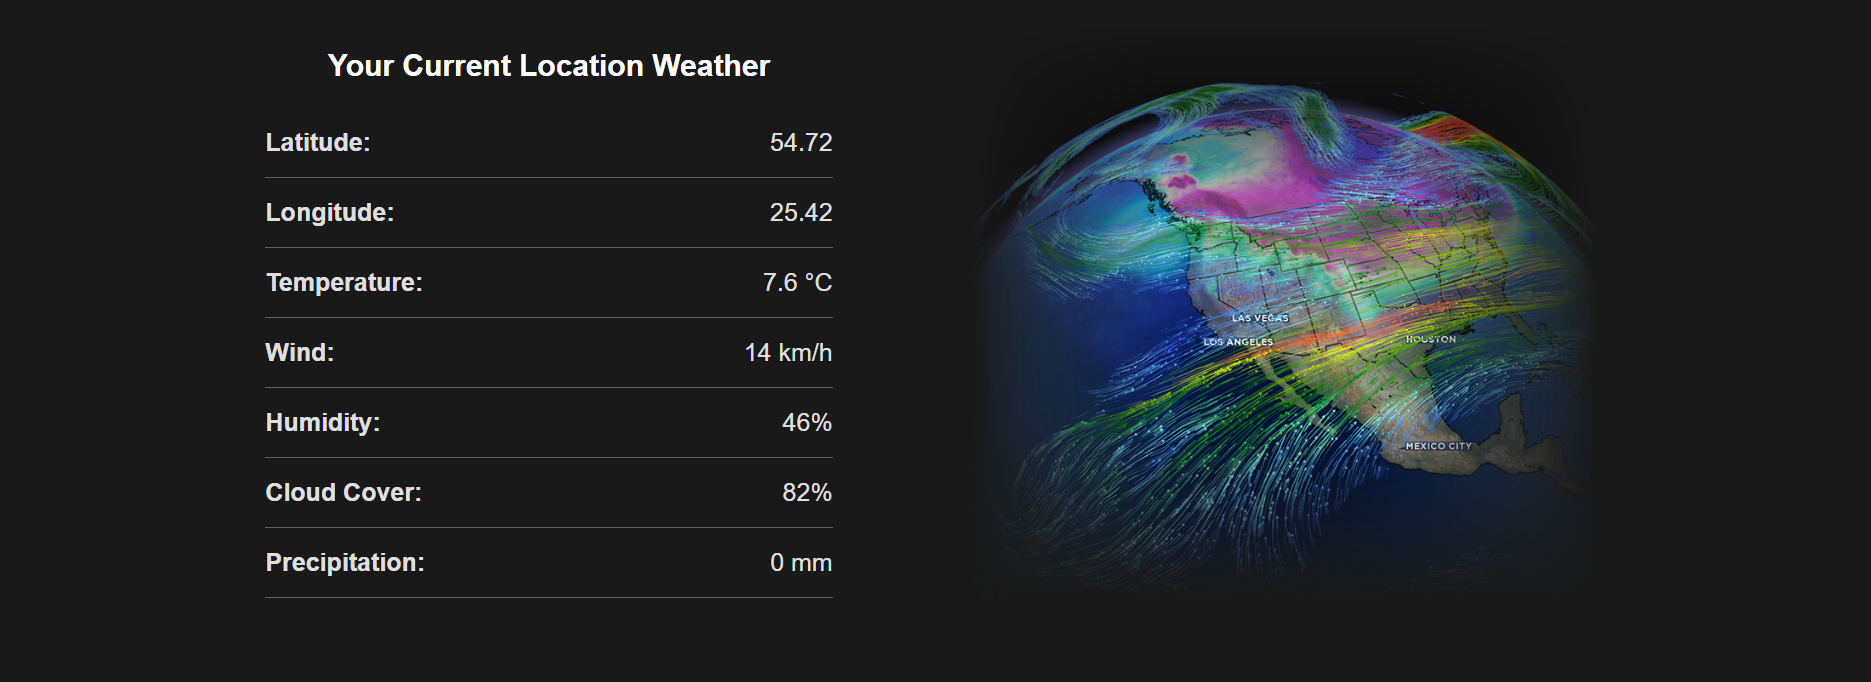 Your Current Location Weather
Latitude: 54.72
Longitude: 25.42
Temperature: 7.6 °C
Wind: 14 km/h
Humidity: 46%
Cloud Cover: 82%
Precipitation: 0 mm
LAS VEGAS
LOS ANGELES
HOUSTON
MEXICO CITY